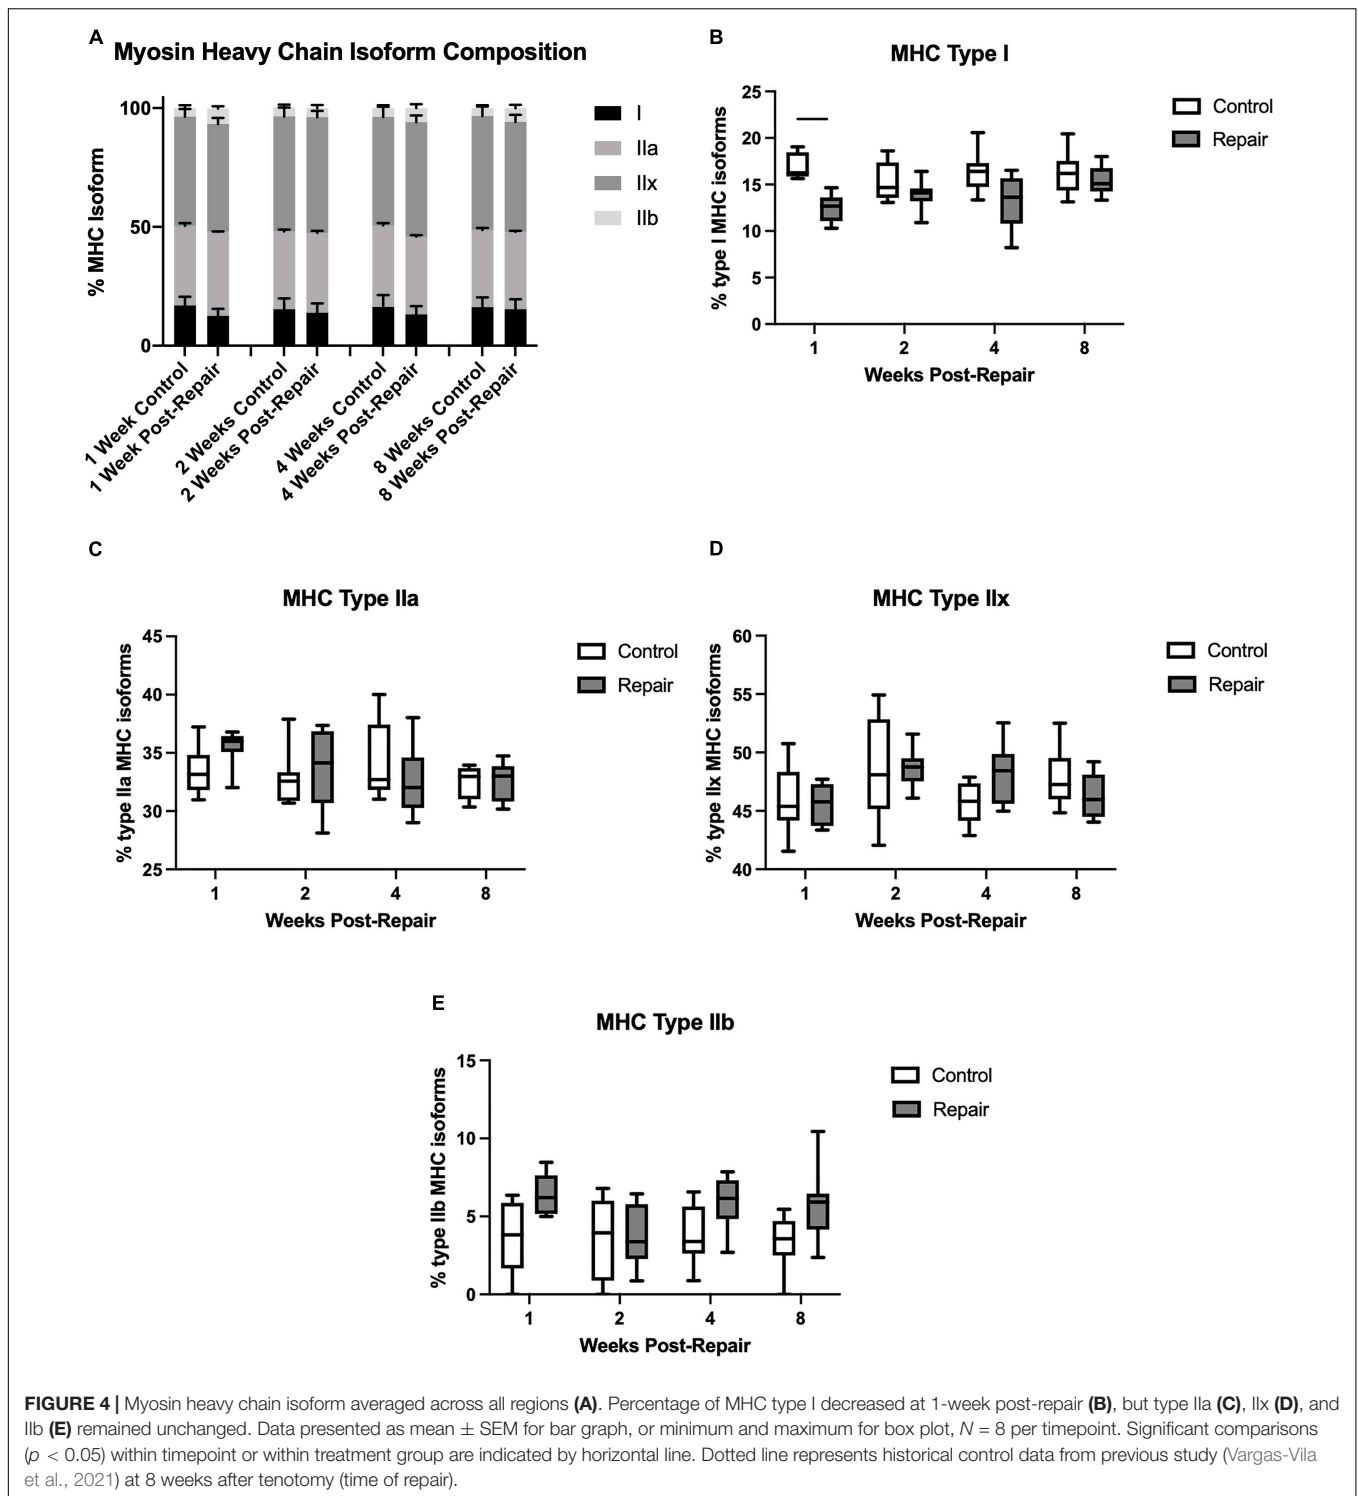 A
Myosin Heavy Chain Isoform Composition
% MHC Isoform
100
50
0
I
IIa
IIx
IIb
1 Week Control
1 Week Post-Repair
2 Weeks Control
2 Weeks Post-Repair
4 Weeks Control
4 Weeks Post-Repair
8 Weeks Control
8 Weeks Post-Repair
B
MHC Type I
% type I MHC isoforms
25
20
15
10
5
0
1 2 4 8
Weeks Post-Repair
Control
Repair
C
MHC Type IIa
% type IIa MHC isoforms
45
40
35
30
25
1 2 4 8
Weeks Post-Repair
Control
Repair
D
MHC Type IIx
% type IIx MHC isoforms
60
55
50
45
40
1 2 4 8
Weeks Post-Repair
Control
Repair
E
MHC Type IIb
% type IIb MHC isoforms
15
10
5
0
1 2 4 8
Weeks Post-Repair
Control
Repair
FIGURE 4 | Myosin heavy chain isoform averaged across all regions (A). Percentage of MHC type I decreased at 1-week post-repair (B), but type IIa (C), IIx (D), and
IIb (E) remained unchanged. Data presented as mean ± SEM for bar graph, or minimum and maximum for box plot, N = 8 per timepoint. Significant comparisons
(p < 0.05) within timepoint or within treatment group are indicated by horizontal line. Dotted line represents historical control data from previous study (Vargas-Vila
et al., 2021) at 8 weeks after tenotomy (time of repair).